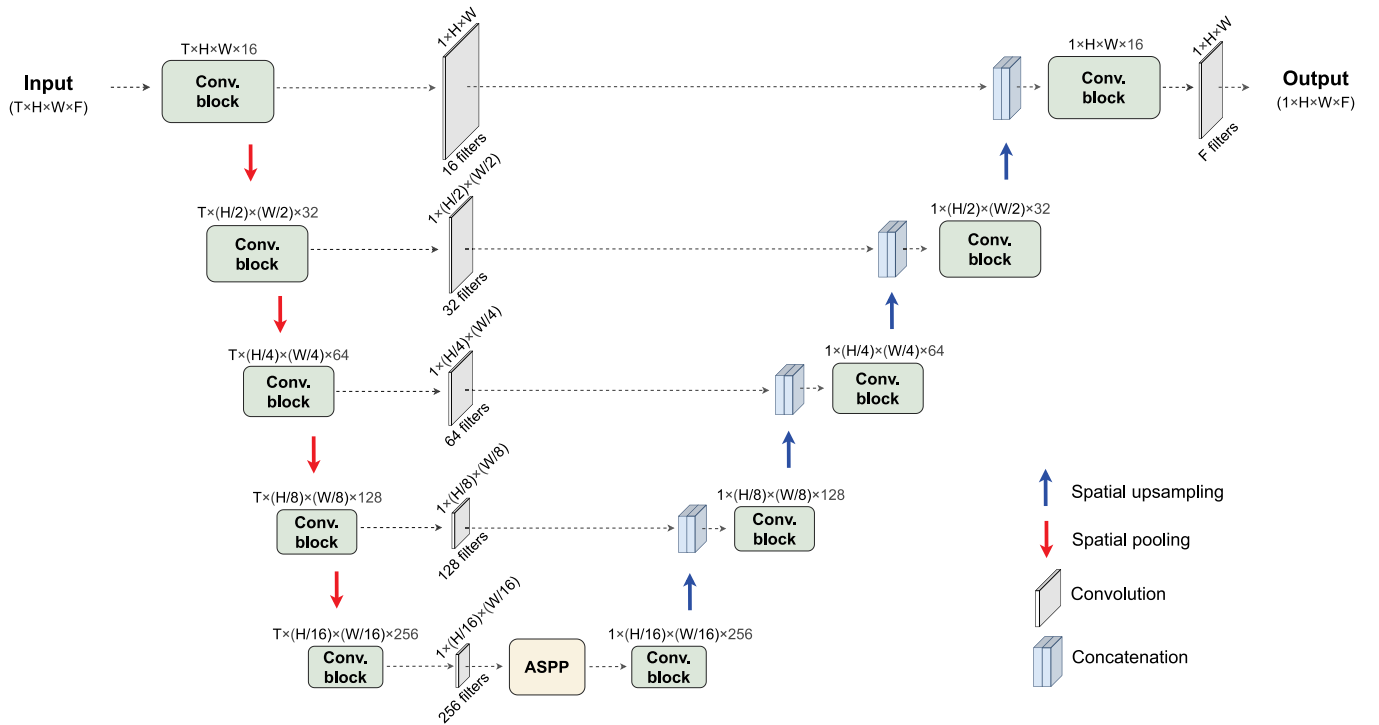 T×H×W×16
1×H×W
1×H×W×16
1×H×W
Input
(T×H×W×F)
Conv.
block
Conv.
block
Output
(1×H×W×F)
16 filters
F filters
T×(H/2)×(W/2)×32
1×(H/2)×(W/2)
1×(H/2)×(W/2)×32
Conv.
block
Conv.
block
32 filters
T×(H/4)×(W/4)×64
1×(H/4)×(W/4)
1×(H/4)×(W/4)×64
Conv.
block
Conv.
block
64 filters
T×(H/8)×(W/8)×128
1×(H/8)×(W/8)
1×(H/8)×(W/8)×128
Conv.
block
Conv.
block
128 filters
T×(H/16)×(W/16)×256
1×(H/16)×(W/16)
1×(H/16)×(W/16)×256
Conv.
block
ASPP
Conv.
block
256 filters
Spatial upsampling
Spatial pooling
Convolution
Concatenation